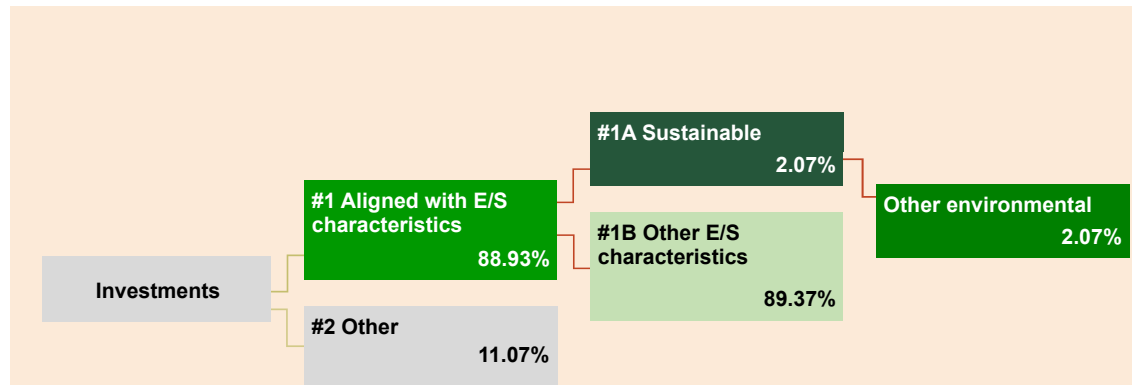 Investments
#1 Aligned with E/S
characteristics
88.93%
#2 Other
11.07%
#1A Sustainable
2.07%
#1B Other E/S
characteristics
89.37%
Other environmental
2.07%